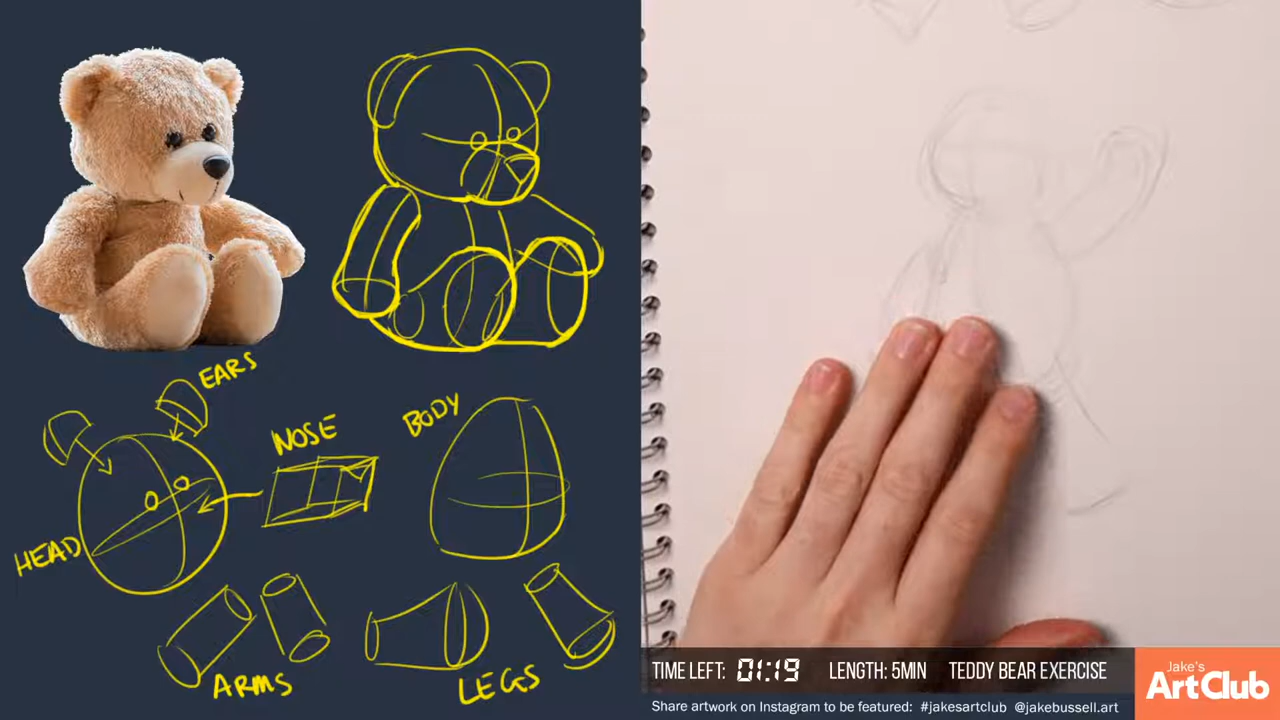 EARS
NOSE
BODY
HEAD
ARMS
LEGS
TIME LEFT: 01:19 LENGTH: 5MIN TEDDY BEAR EXERCISE
Share artwork on Instagram to be featured: #jakesartclub @jakebussell.art
Jake's
ArtClub